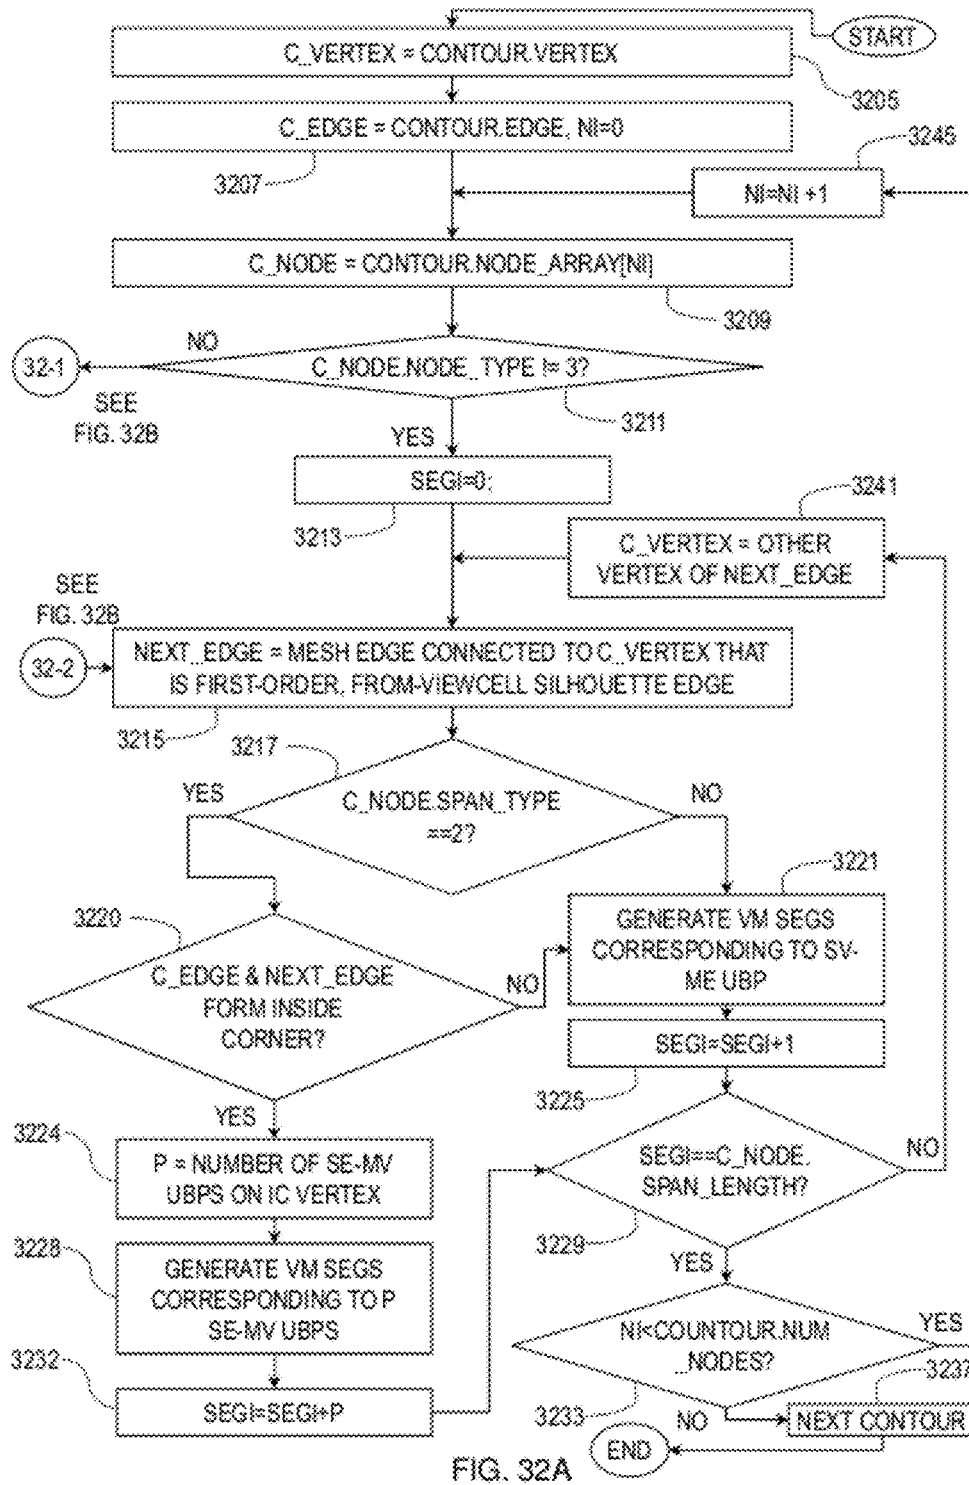 START
C_VERTEX = CONTOUR.VERTEX
3205
C_EDGE = CONTOUR.EDGE, NI=0
3207
3245
NI=NI +1
C_NODE = CONTOUR.NODE_ARRAY[NI]
3209
NO
32-1
C_NODE.NODE_TYPE != 3?
SEE
FIG. 32B
3211
YES
SEGI=0;
3213
3241
C_VERTEX = OTHER
VERTEX OF NEXT_EDGE
SEE
FIG. 32B
32-2
NEXT_EDGE = MESH EDGE CONNECTED TO C_VERTEX THAT
IS FIRST-ORDER, FROM-VIEWCELL SILHOUETTE EDGE
3215
3217
YES
C_NODE.SPAN_TYPE
==2?
NO
3221
3220
GENERATE VM SEGS
CORRESPONDING TO SV-
ME UBP
C_EDGE & NEXT_EDGE
FORM INSIDE
CORNER?
NO
SEGI=SEGI+1
3225
YES
3224
P = NUMBER OF SE-MV
UBPS ON IC VERTEX
SEGI==C_NODE.
SPAN_LENGTH?
NO
3229
3228
GENERATE VM SEGS
CORRESPONDING TO P
SE-MV UBPS
YES
NI<COUNTOUR.NUM
_NODES?
YES
3232
SEGI=SEGI+P
3233
3237
NO
NEXT CONTOUR
END
FIG. 32A